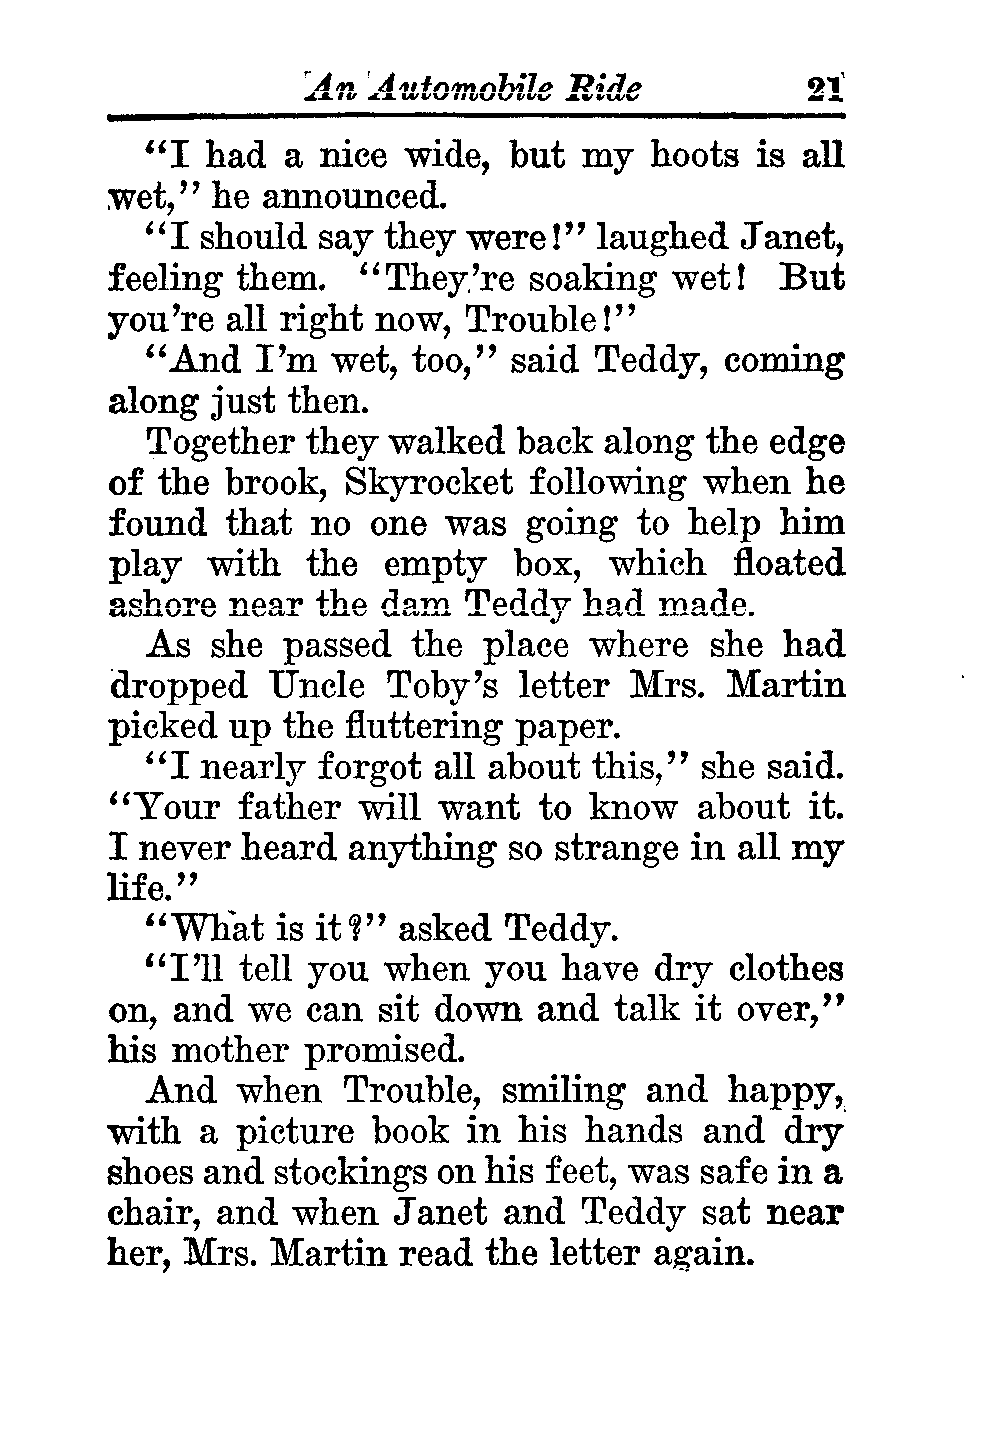 An Automobile Ride 21
"I had a nice wide, but my hoots is all
wet," he announced.
"I should say they were!" laughed Janet,
feeling them. "They're soaking wet! But
you're all right now, Trouble!"
"And I'm wet, too," said Teddy, coming
along just then.
Together they walked back along the edge
of the brook, Skyrocket following when he
found that no one was going to help him
play with the empty box, which floated
ashore near the dam Teddy had made.
As she passed the place where she had
dropped Uncle Toby's letter Mrs. Martin
picked up the fluttering paper.
"I nearly forgot all about this," she said.
"Your father will want to know about it.
I never heard anything so strange in all my
life."
"What is it?" asked Teddy.
"I'll tell you when you have dry clothes
on, and we can sit down and talk it over,"
his mother promised.
And when Trouble, smiling and happy,
with a picture book in his hands and dry
shoes and stockings on his feet, was safe in a
chair, and when Janet and Teddy sat near
her, Mrs. Martin read the letter again.